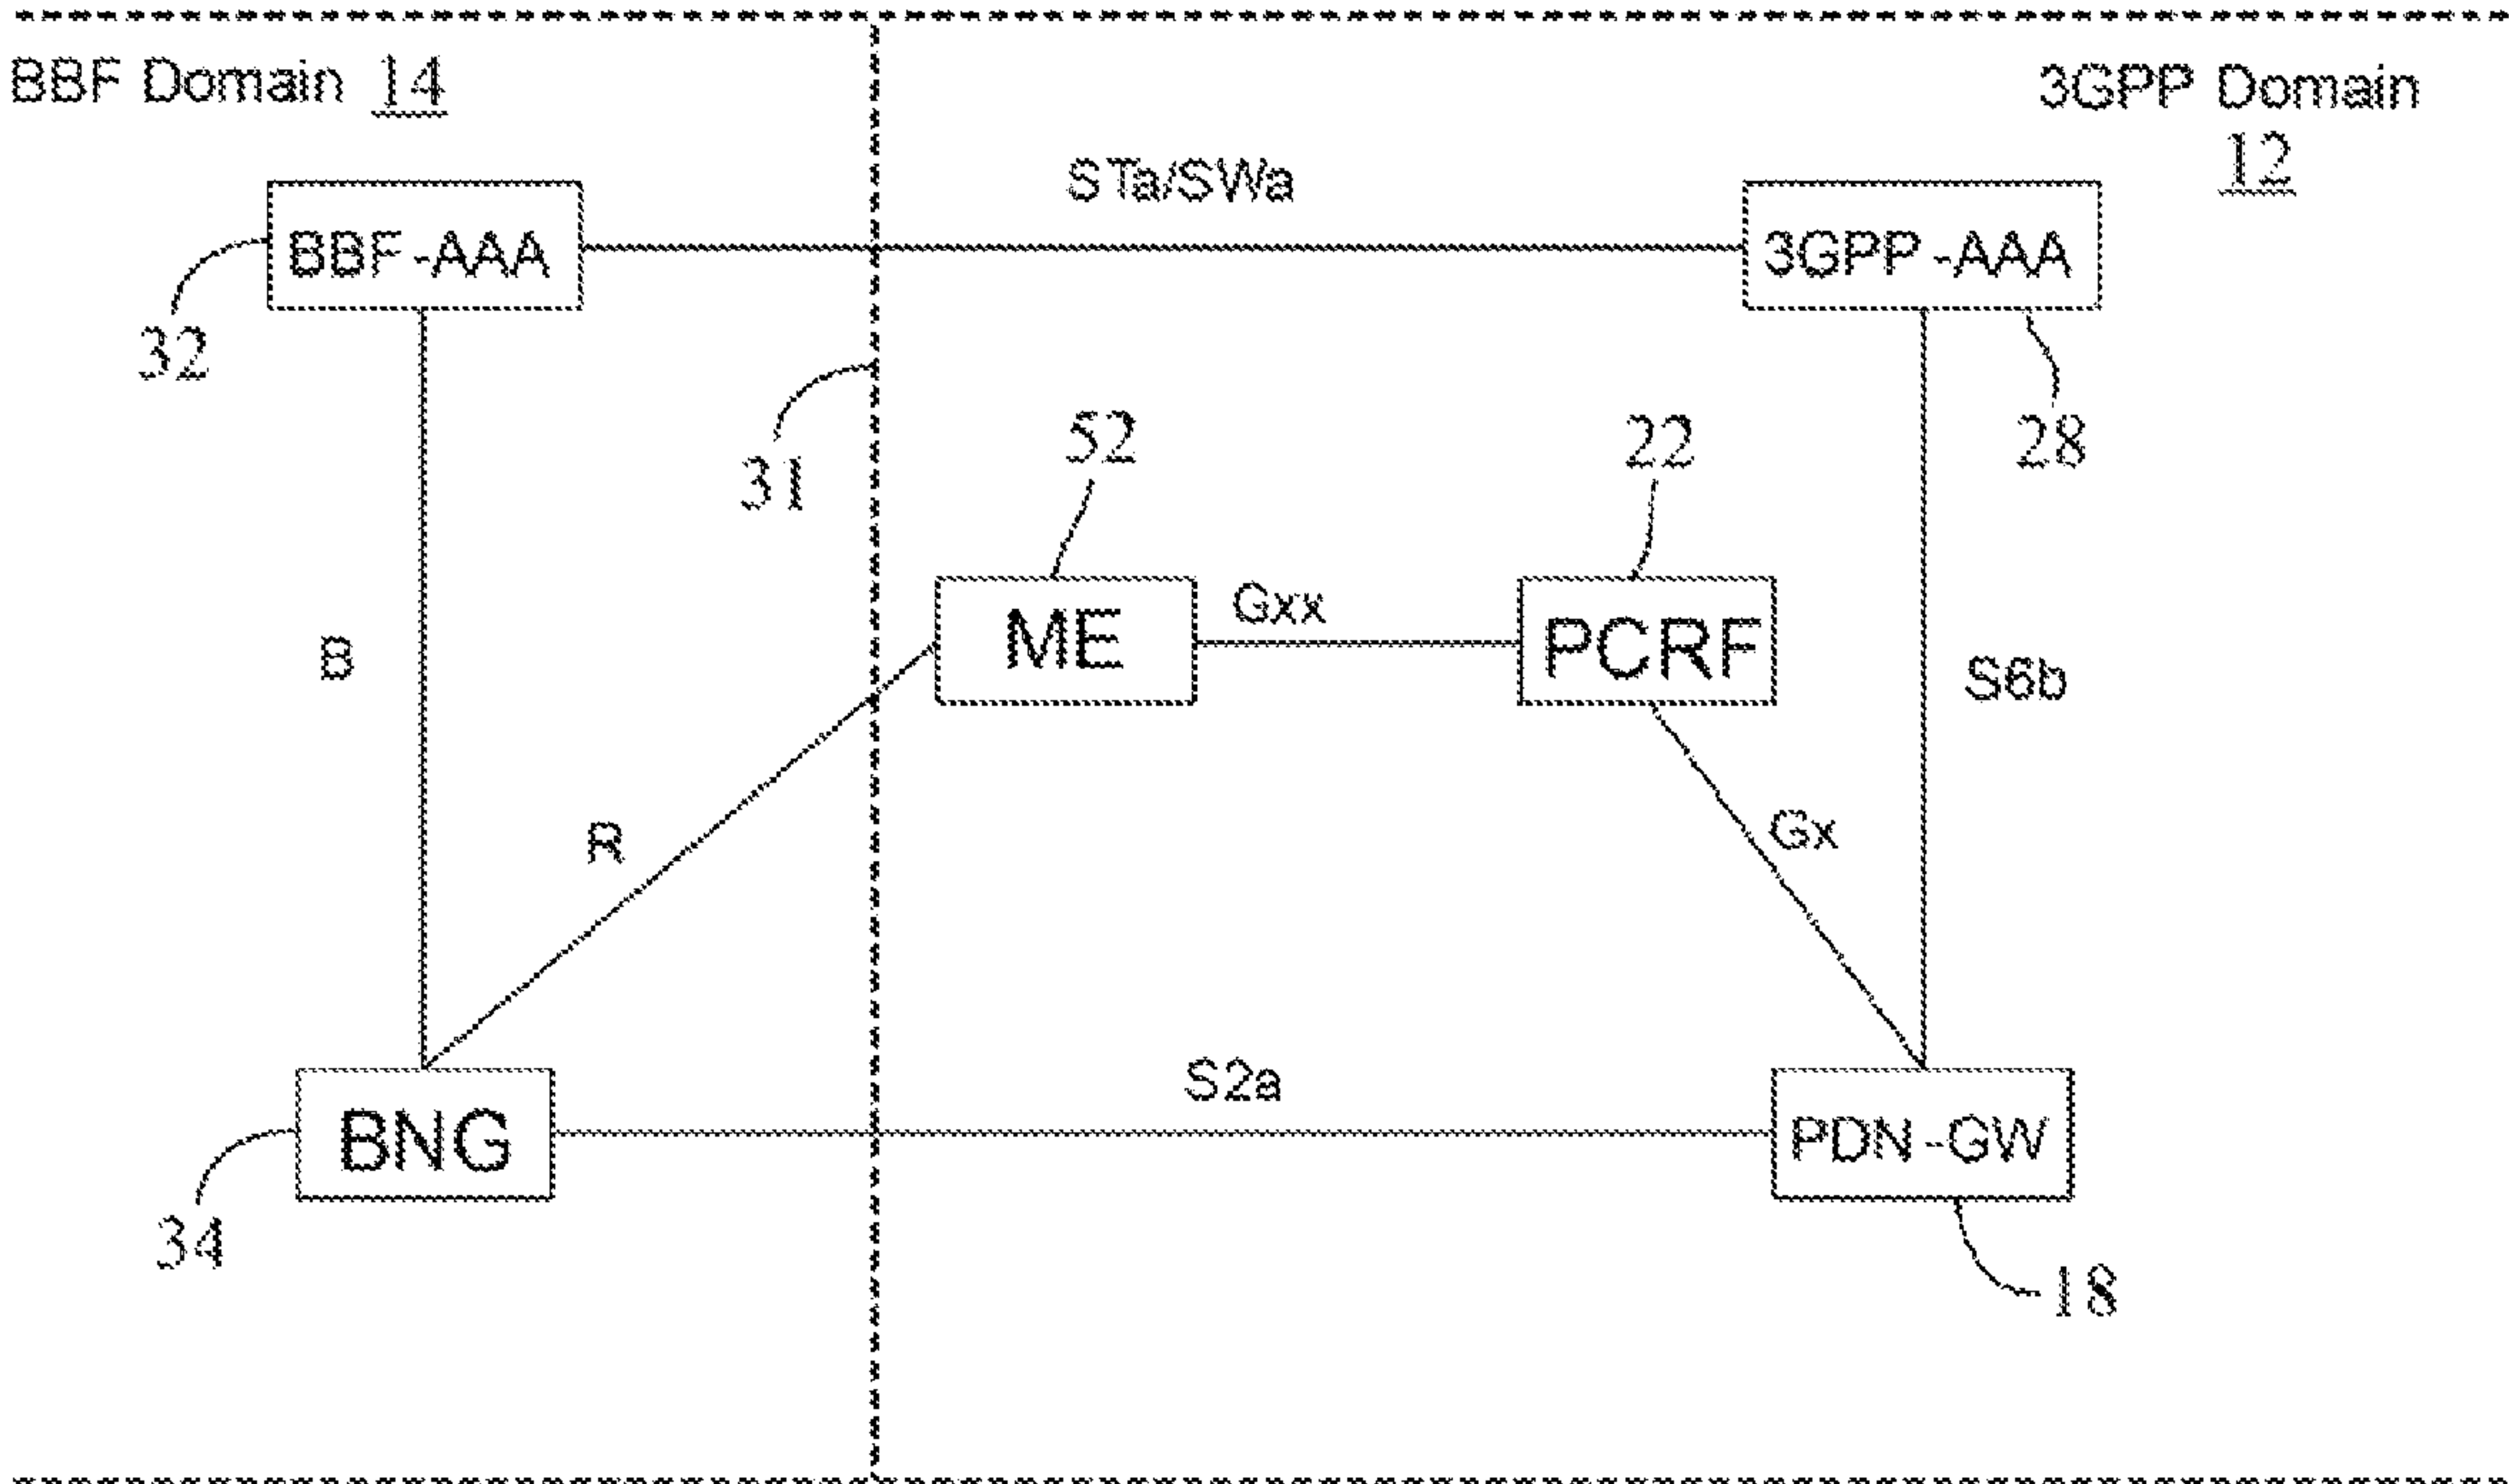 BBF Domain 14
3GPP Domain
12
STa/SWa
BBF-AAA
3GPP-AAA
32
31
52
22
28
ME
Gxx
PCRF
B
S6b
R
Gx
S2a
BNG
PDN-GW
34
18